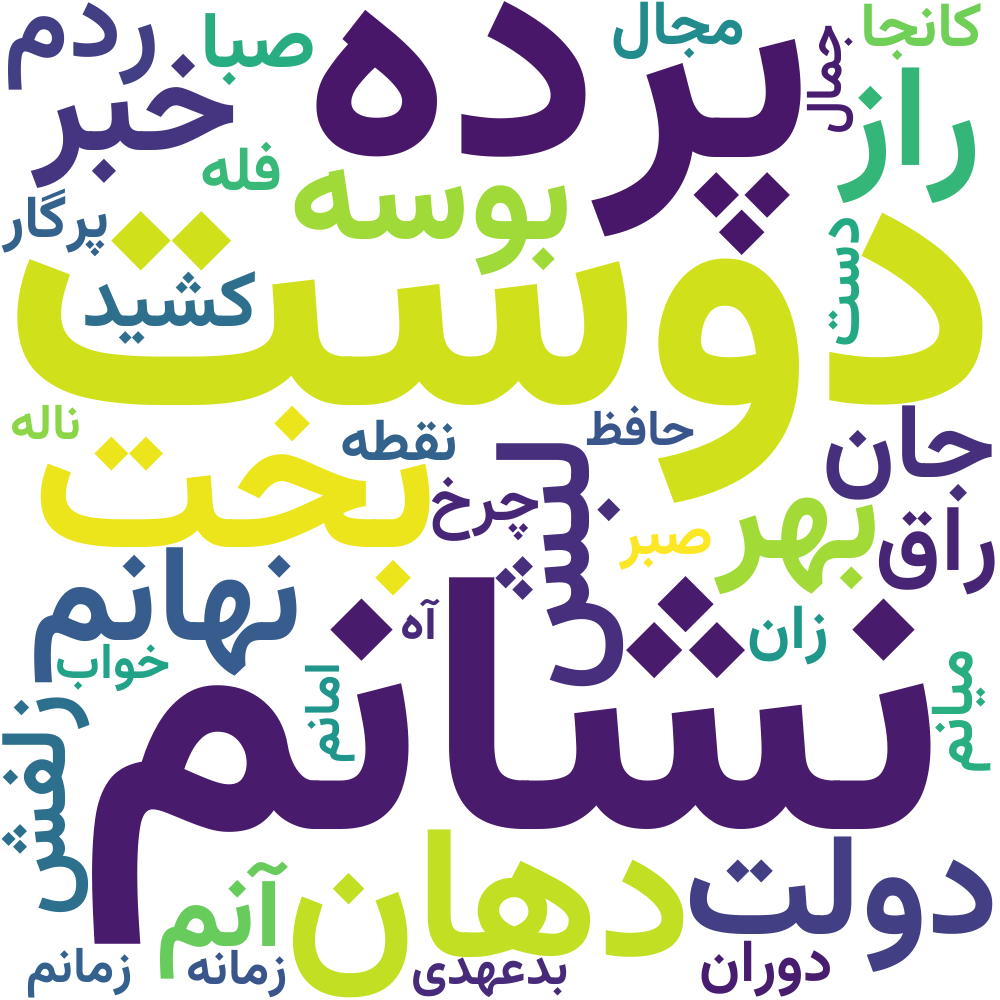 کانجا
مجال
پرده
صبا
ردم
جمال
راز
خبر
فله
بوسه
پرگار
دوست
دست
کشید
ناله
نقطه
حافظ
جان
بخت
چرخ
لبش
صبر
بهر
راق
نهانم
آه
زان
خواب
نشانم
امانم
میانم
زلفش
دولت
دهان
آنم
زمانم
زمانه
بدعهدی
دوران